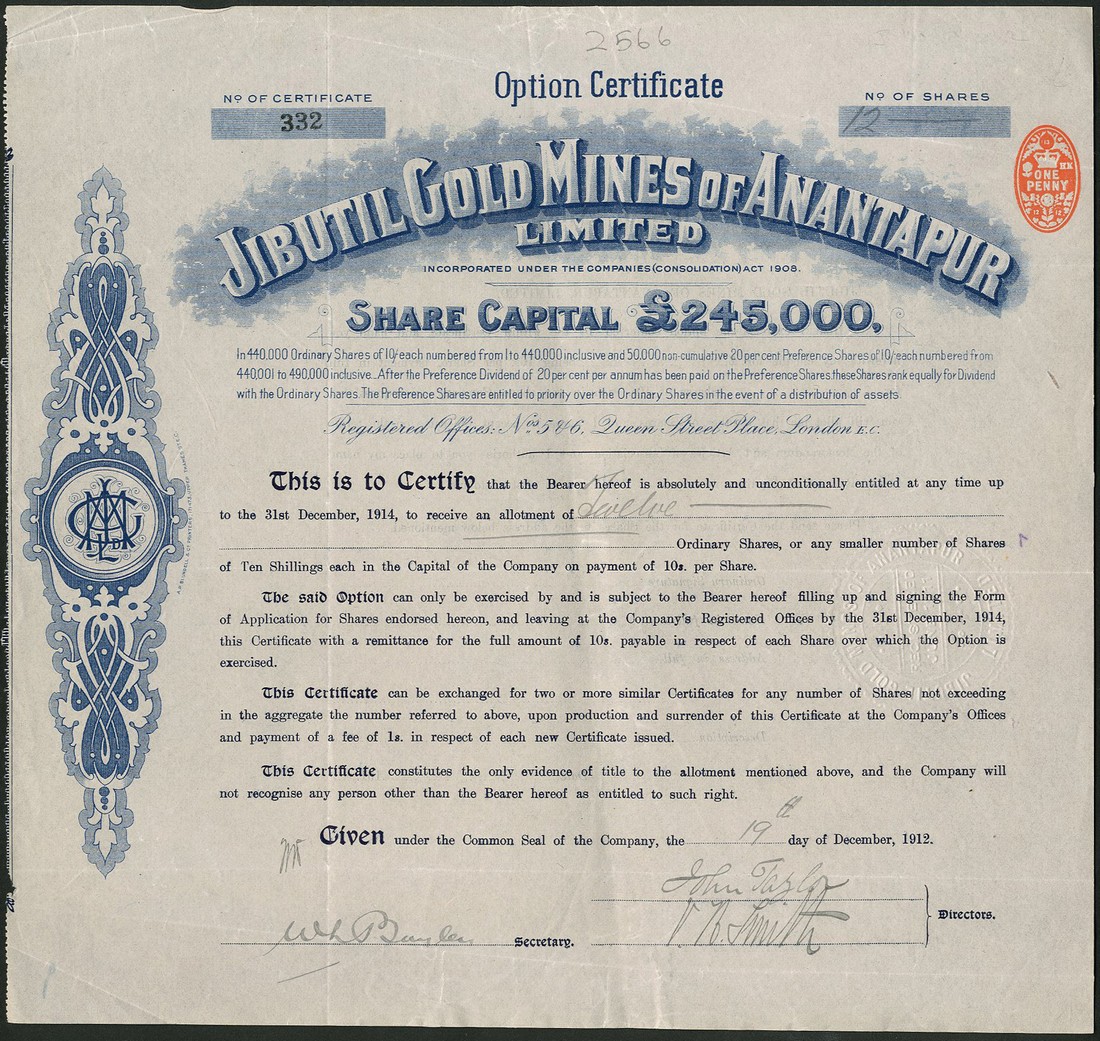 2566
Option Certificate
No OF CERTIFICATE
332
No OF SHARES
12
ONE
PENNY
JIBUTIL GOLD MINES OF ANANTAPUR
LIMITED
INCORPORATED UNDER THE COMPANIES (CONSOLIDATION) ACT 1908.
SHARE CAPITAL £245,000,
In 440,000 Ordinary Shares of 10/- each numbered from 1 to 440,000 inclusive and 50,000 non-cumulative 20 per cent Preference Shares of 10/- each numbered from
440,001 to 490,000 inclusive. After the Preference Dividend of 20 per cent per annum has been paid on the Preference Shares, these Shares rank equally for Dividend
with the Ordinary Shares. The Preference Shares are entitled to priority over the Ordinary Shares in the event of a distribution of assets.
Registered Offices: Nos 5 & 6, Queen Street Place, London E.C.
This is to Certify that the Bearer hereof is absolutely and unconditionally entitled at any time up
to the 31st December, 1914, to receive an allotment of Twelve
Ordinary Shares, or any smaller number of Shares
of Ten Shillings each in the Capital of the Company on payment of 10s. per Share.
The said Option can only be exercised by and is subject to the Bearer hereof filling up and signing the Form
of Application for Shares endorsed hereon, and leaving at the Company's Registered Offices by the 31st December, 1914,
this Certificate with a remittance for the full amount of 10s. payable in respect of each Share over which the Option is
exercised.
This Certificate can be exchanged for two or more similar Certificates for any number of Shares not exceeding
in the aggregate the number referred to above, upon production and surrender of this Certificate at the Company's Offices
and payment of a fee of 1s. in respect of each new Certificate issued.
This Certificate constitutes the only evidence of title to the allotment mentioned above, and the Company will
not recognise any person other than the Bearer hereof as entitled to such right.
Given under the Common Seal of the Company, the 19th day of December, 1912.
John Taylor
V. N. Smith
Directors.
Secretary.